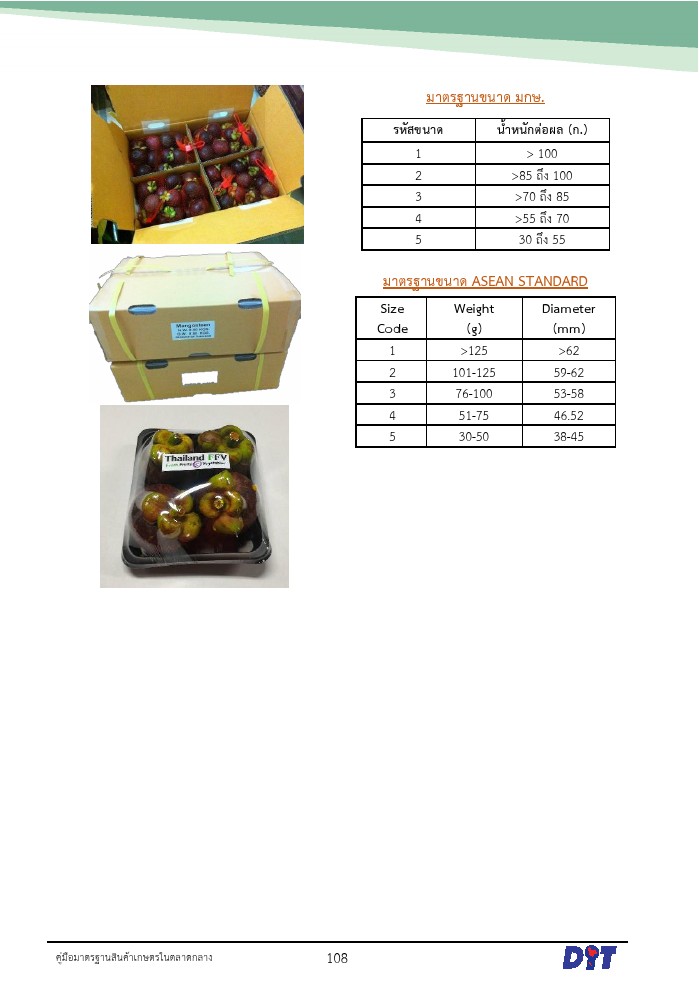 มาตรฐานขนาด มกษ.
รหัสขนาด น้ำหนักต่อผล (ก.)
1 > 100
2 >85 ถึง 100
3 >70 ถึง 85
4 >55 ถึง 70
5 30 ถึง 55
มาตรฐานขนาด ASEAN STANDARD
Size Code Weight (g) Diameter (mm)
1 >125 >62
2 101-125 59-62
3 76-100 53-58
4 51-75 46.52
5 30-50 38-45
Mangosteen
Thailand FFV
คู่มือมาตรฐานสินค้าเกษตรในตลาดกลาง
108
DIT